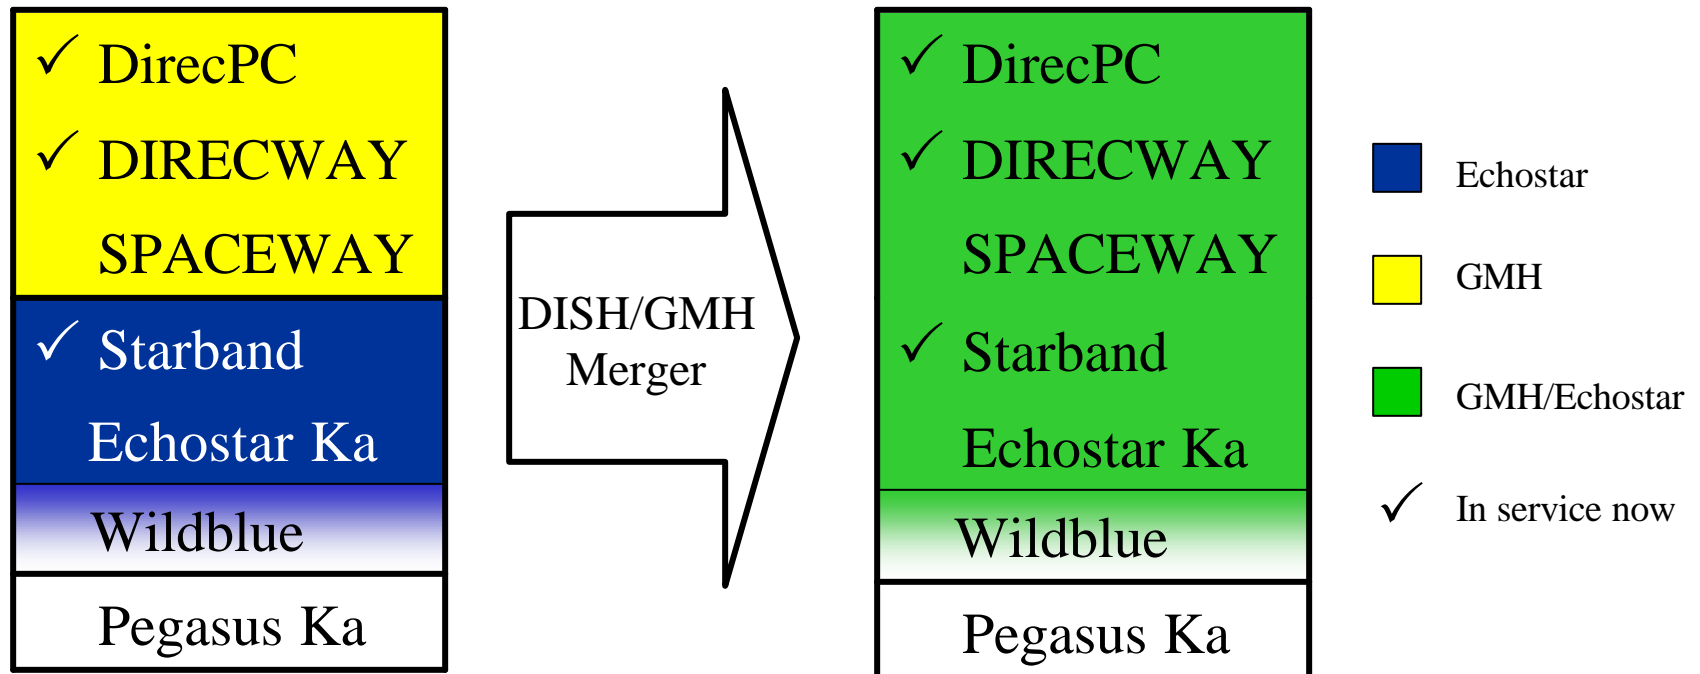 ✓ DirecPC
✓ DIRECWAY
SPACEWAY
✓ Starband
Echostar Ka
Wildblue
Pegasus Ka
DISH/GMH
Merger
✓ DirecPC
✓ DIRECWAY
SPACEWAY
✓ Starband
Echostar Ka
Wildblue
Pegasus Ka
Echostar
GMH
GMH/Echostar
✓ In service now